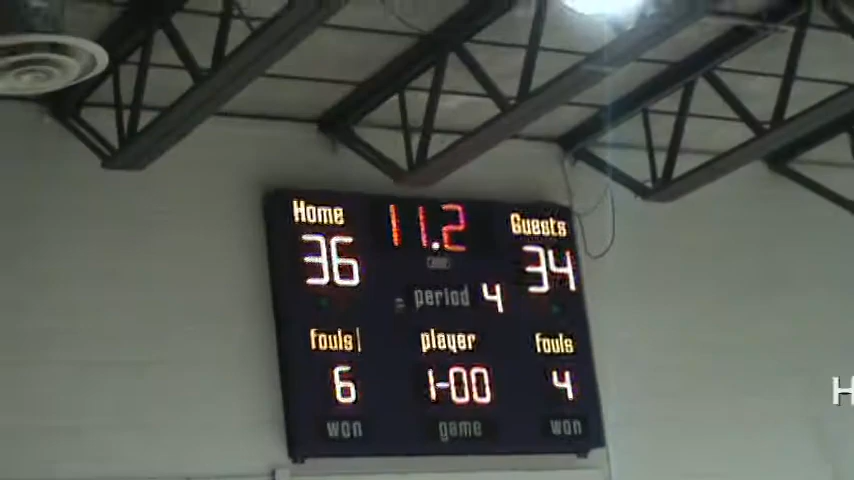 Home 11.2 Guests
36 34
period 4
fouls player fouls
6 1-00 4
won game won
H